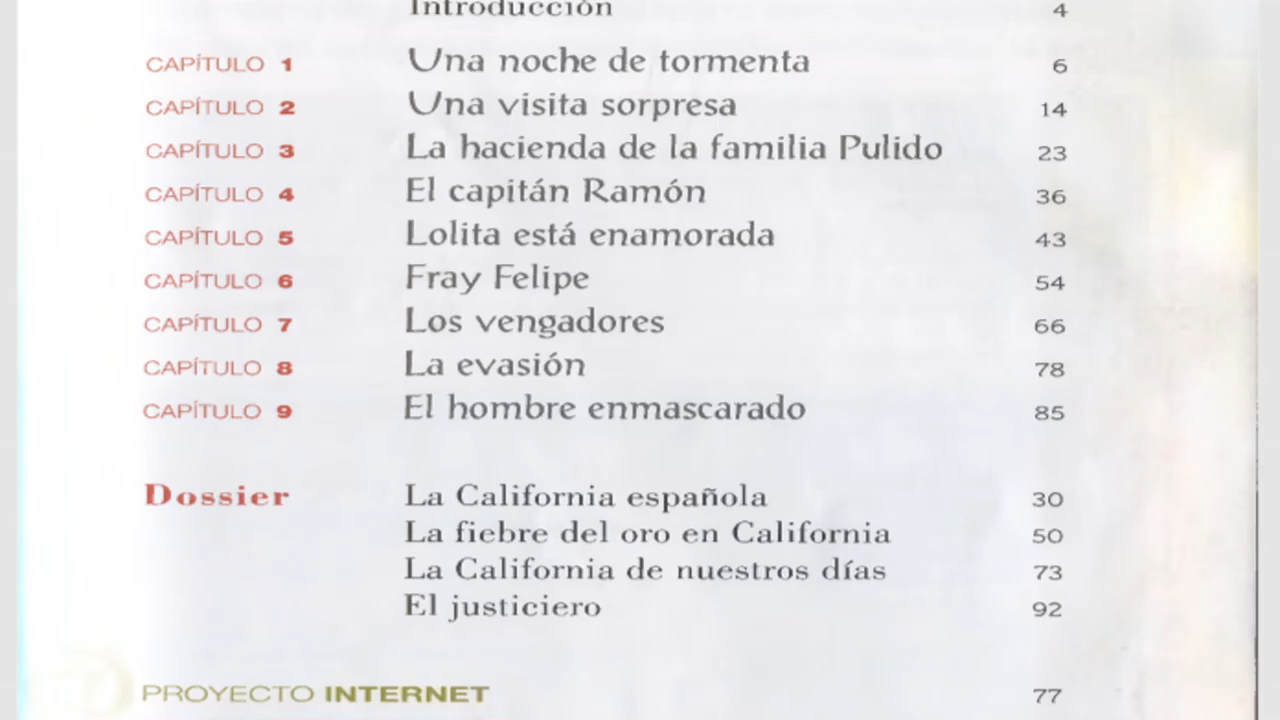 Introducción 4
CAPÍTULO 1 Una noche de tormenta 6
CAPÍTULO 2 Una visita sorpresa 14
CAPÍTULO 3 La hacienda de la familia Pulido 23
CAPÍTULO 4 El capitán Ramón 36
CAPÍTULO 5 Lolita está enamorada 43
CAPÍTULO 6 Fray Felipe 54
CAPÍTULO 7 Los vengadores 66
CAPÍTULO 8 La evasión 78
CAPÍTULO 9 El hombre enmascarado 85
Dossier La California española 30
La fiebre del oro en California 50
La California de nuestros días 73
El justiciero 92
PROYECTO INTERNET 77